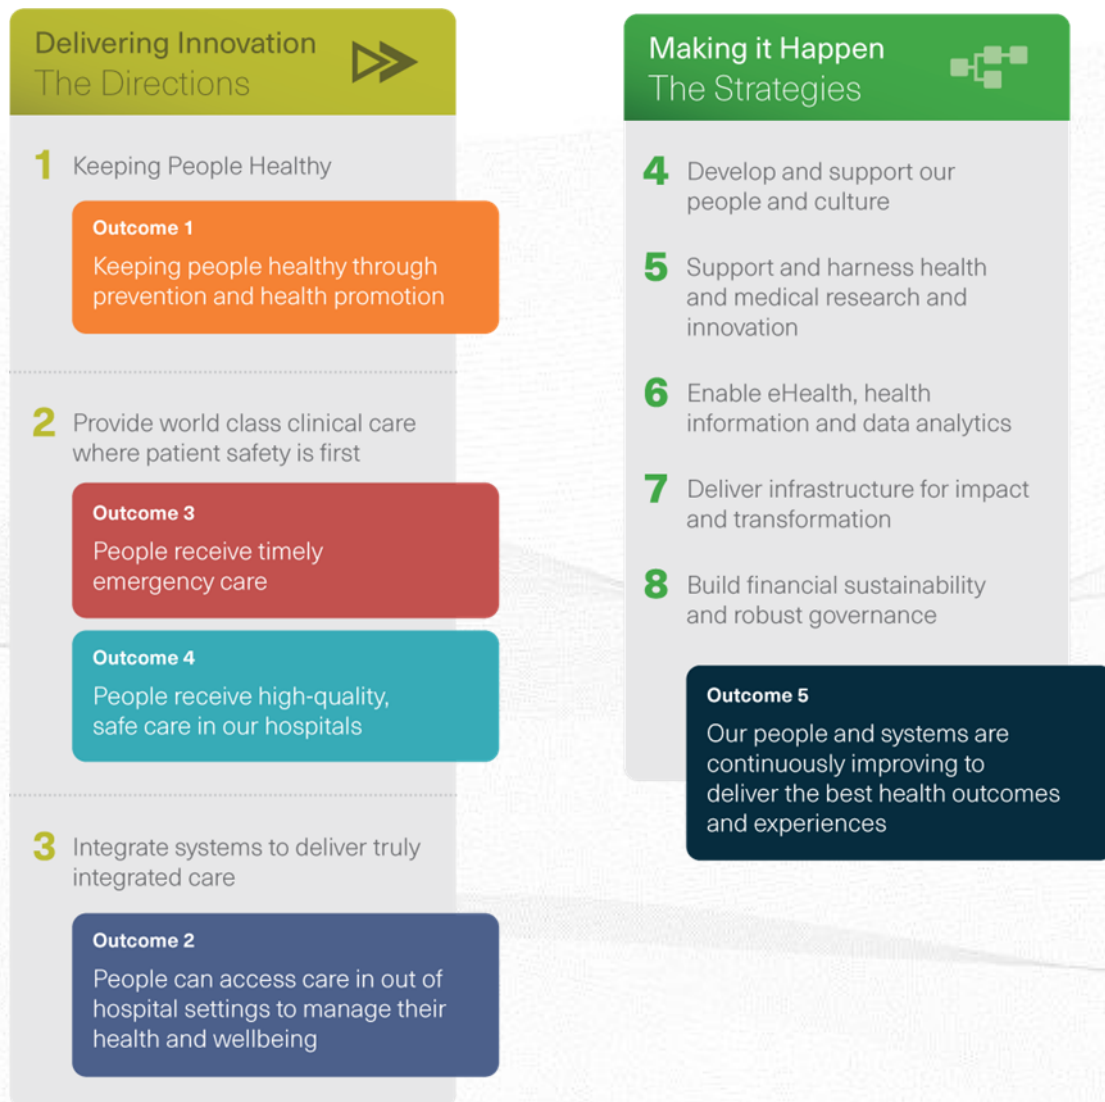 Delivering Innovation
The Directions
1 Keeping People Healthy
Outcome 1
Keeping people healthy through
prevention and health promotion
2 Provide world class clinical care
where patient safety is first
Outcome 3
People receive timely
emergency care
Outcome 4
People receive high-quality,
safe care in our hospitals
3 Integrate systems to deliver truly
integrated care
Outcome 2
People can access care in out of
hospital settings to manage their
health and wellbeing
Making it Happen
The Strategies
4 Develop and support our
people and culture
5 Support and harness health
and medical research and
innovation
6 Enable eHealth, health
information and data analytics
7 Deliver infrastructure for impact
and transformation
8 Build financial sustainability
and robust governance
Outcome 5
Our people and systems are
continuously improving to
deliver the best health outcomes
and experiences